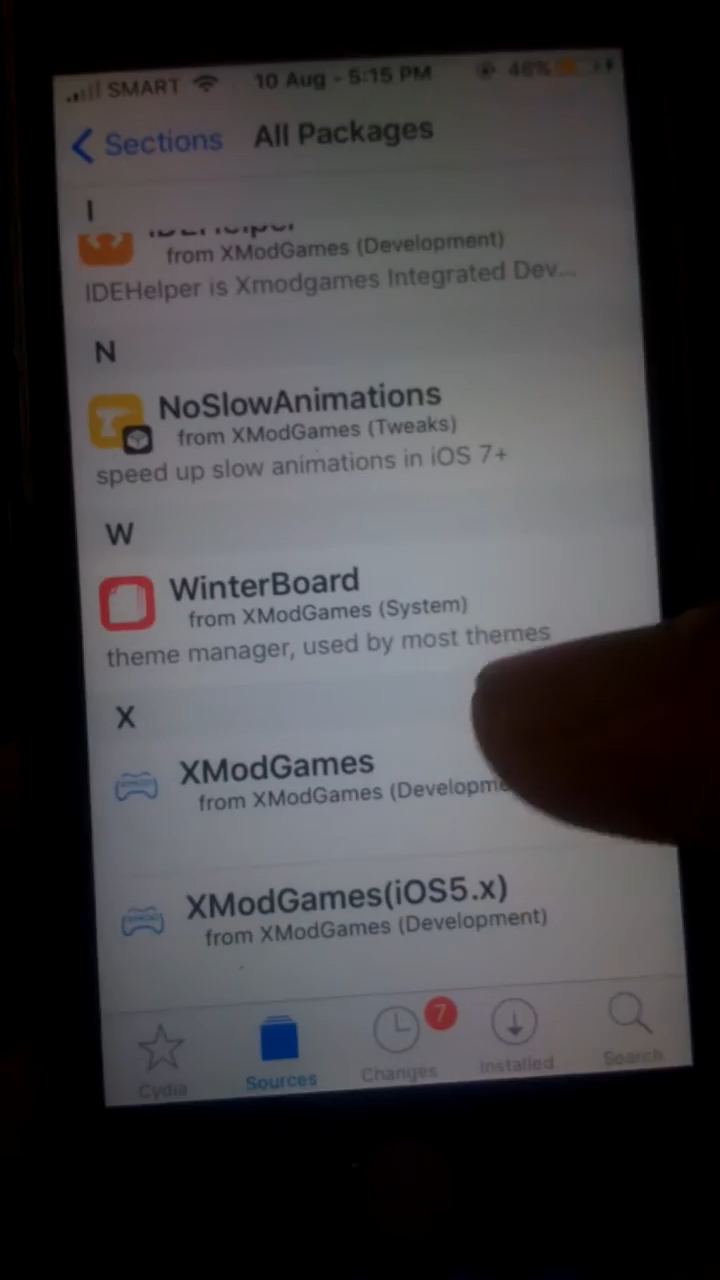 SMART 10 Aug - 5:15 PM 48%
Sections All Packages
I
from XModGames (Development)
IDEHelper is Xmodgames Integrated Dev...
N
NoSlowAnimations
from XModGames (Tweaks)
speed up slow animations in iOS 7+
W
WinterBoard
from XModGames (System)
theme manager, used by most themes
X
XModGames
from XModGames (Developme
XModGames(iOS5.x)
from XModGames (Development)
7
Cydia Sources Changes Installed Search